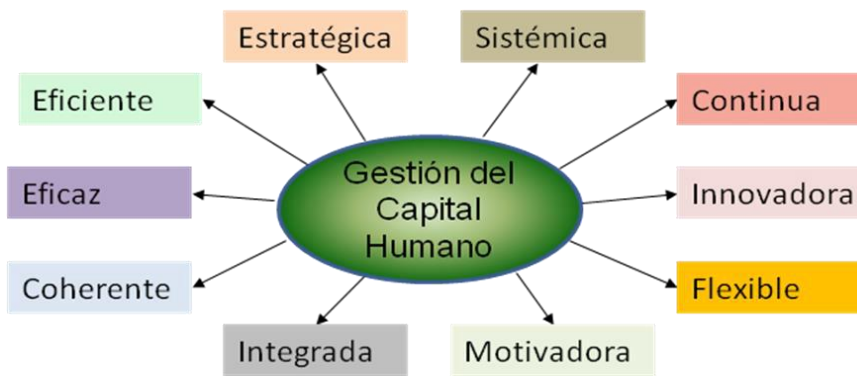 Estratégica
Sistémica
Eficiente
Continua
Gestión del
Capital
Humano
Eficaz
Innovadora
Coherente
Flexible
Integrada
Motivadora